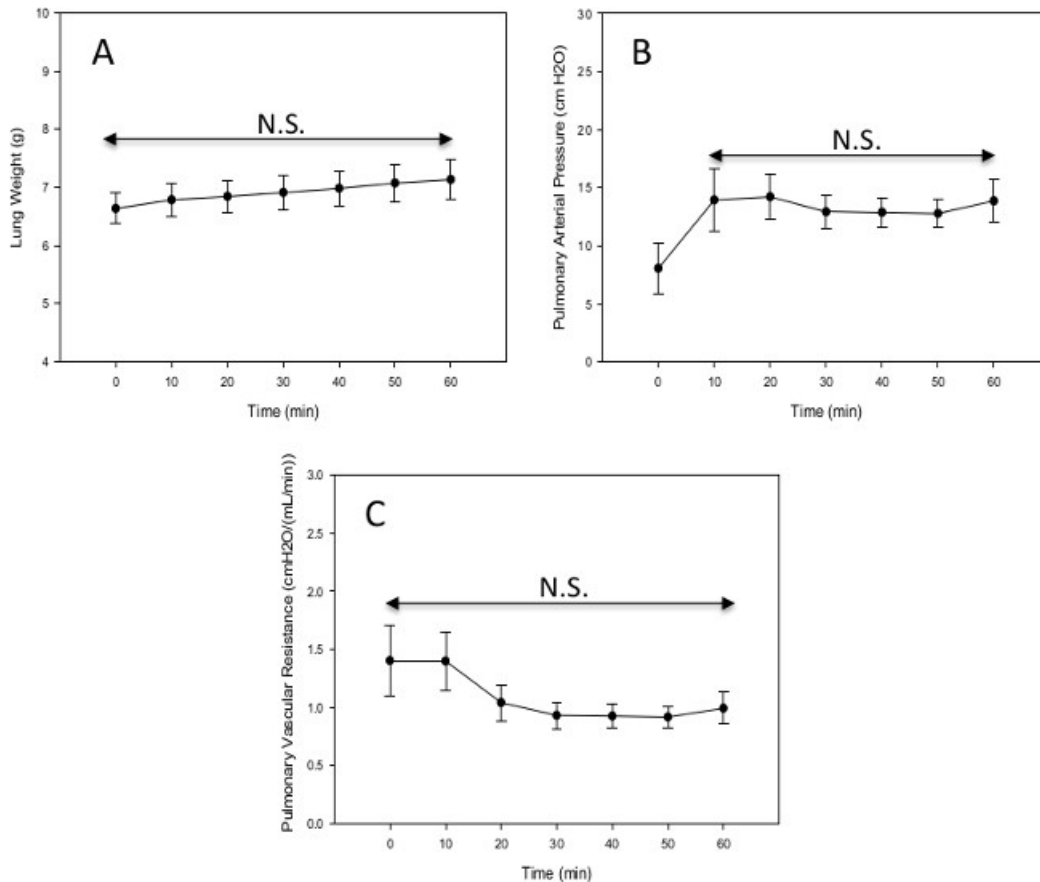 A
N.S.
Lung Weight (g)
10
9
8
7
6
5
4
0 10 20 30 40 50 60
Time (min)
B
N.S.
Pulmonary Arterial Pressure (cm H2O)
30
25
20
15
10
5
0
0 10 20 30 40 50 60
Time (min)
C
N.S.
Pulmonary Vascular Resistance (cmH2O/(mL/min))
3.0
2.5
2.0
1.5
1.0
0.5
0.0
0 10 20 30 40 50 60
Time (min)